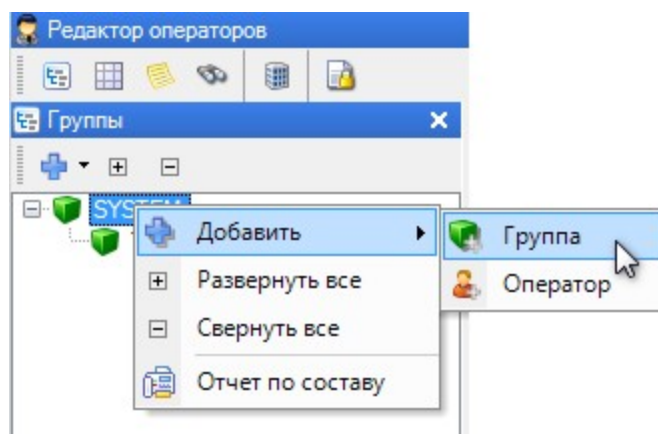 Редактор операторов
Группы
SYSTEM
Добавить
Группа
Развернуть все
Оператор
Свернуть все
Отчет по составу